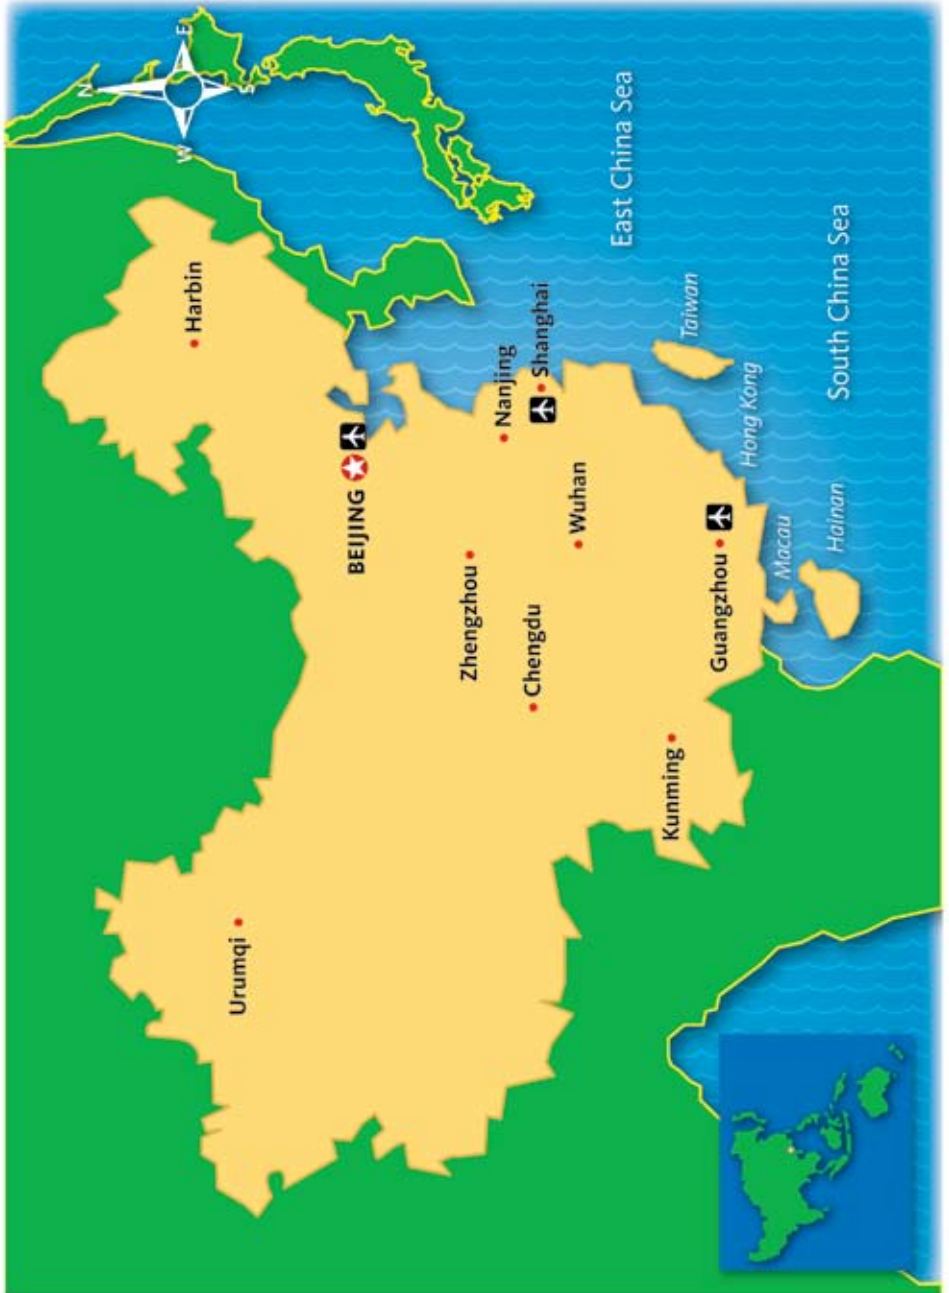 N
E
S
W
Harbin
Urumqi
BEIJING
Zhengzhou
Nanjing
Chengdu
Shanghai
Wuhan
East China Sea
Kunming
Taiwan
Guangzhou
Hong Kong
Macau
Hainan
South China Sea